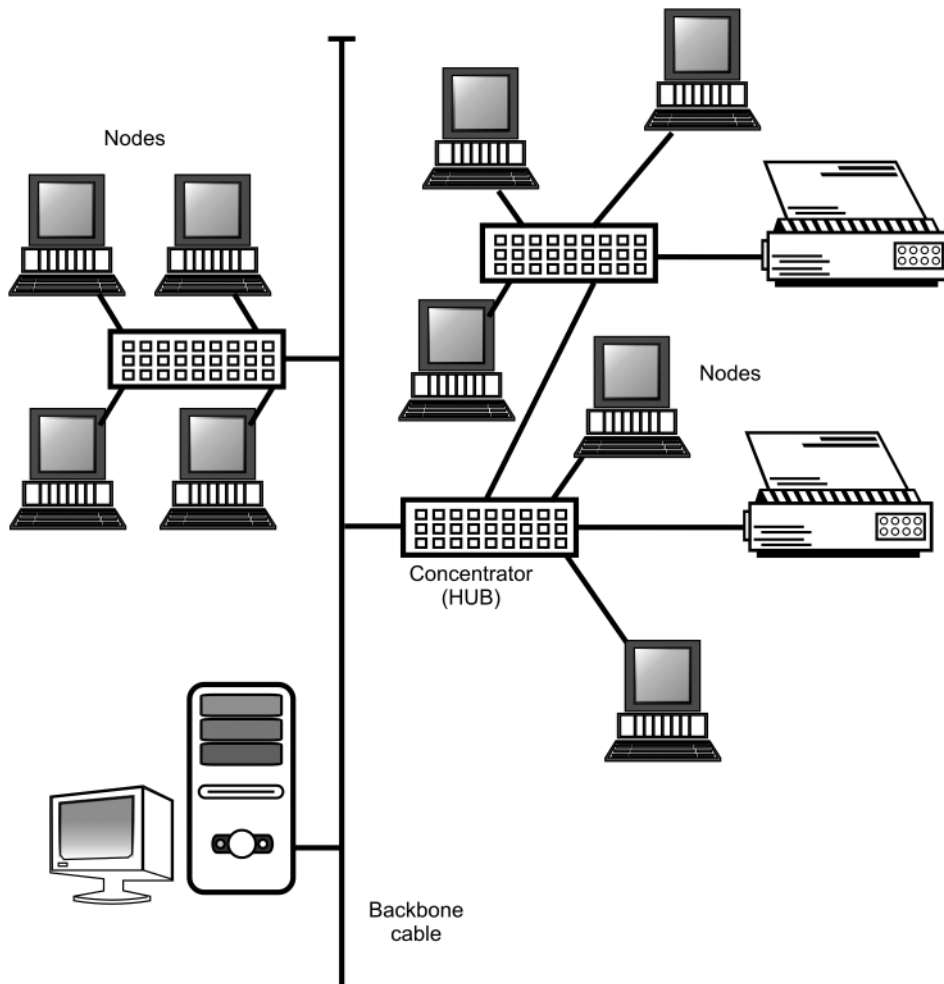 Nodes
Nodes
Concentrator
(HUB)
Backbone
cable